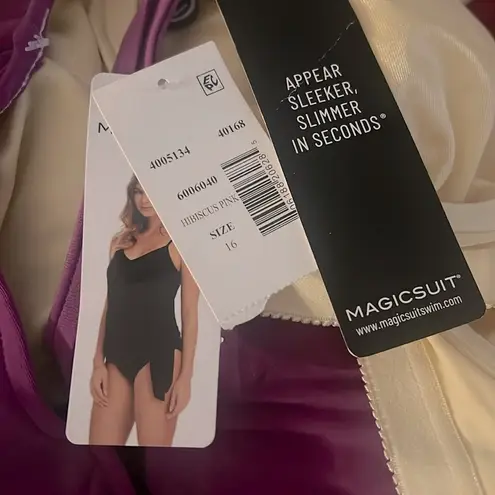 APPEAR
SLEEKER,
SLIMMER
IN SECONDS®
MAGICSUIT®
www.magicsuitswim.com
4005134 40168
6006040
HIBISCUS PINK
SIZE
16
M